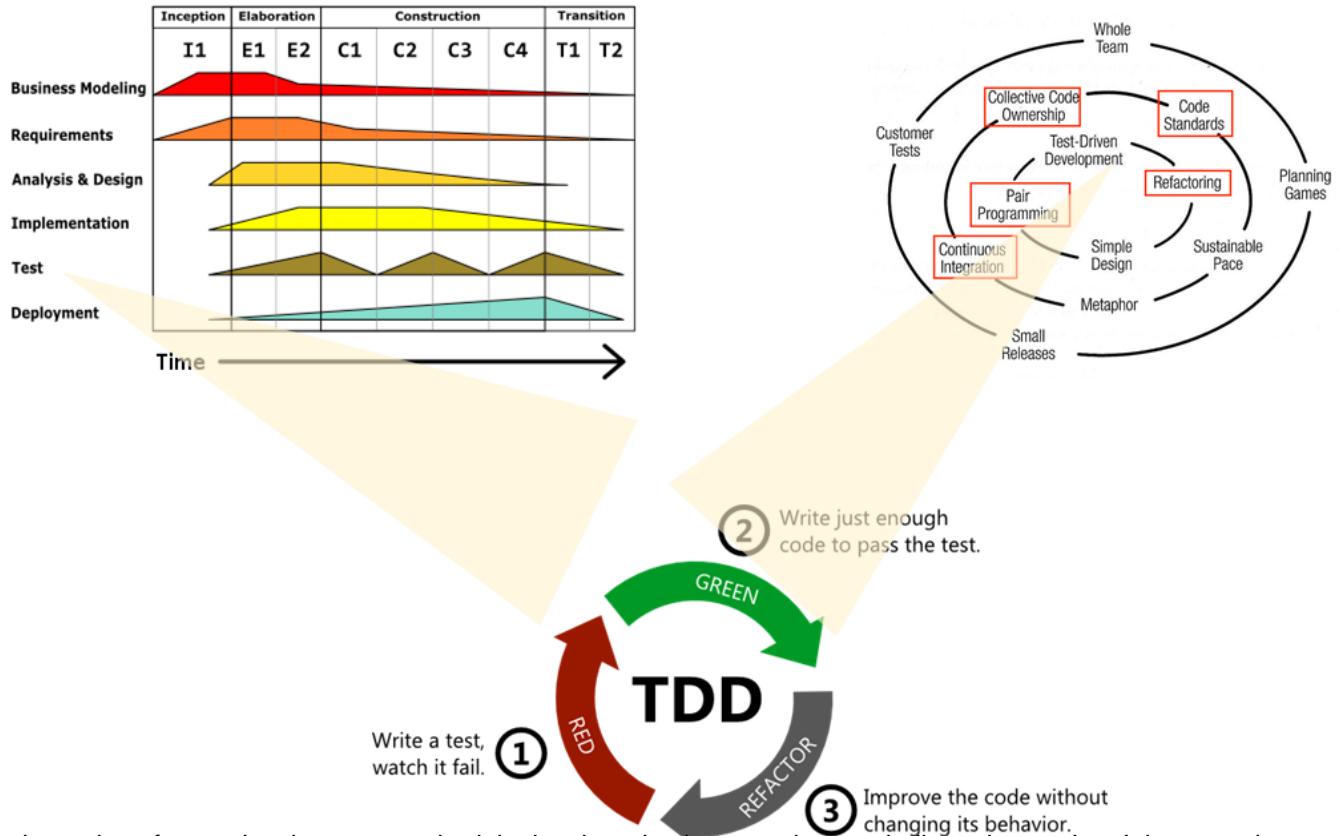 Inception Elaboration Construction Transition
I1 E1 E2 C1 C2 C3 C4 T1 T2
Business Modeling
Requirements
Analysis & Design
Implementation
Test
Deployment
Time
Whole
Team
Collective Code
Ownership
Code
Standards
Customer
Tests
Test-Driven
Development
Planning
Games
Refactoring
Pair
Programming
Continuous
Integration
Simple
Design
Sustainable
Pace
Metaphor
Small
Releases
2 Write just enough
code to pass the test.
GREEN
TDD
RED
Write a test,
watch it fail.
1
REFACTOR
3 Improve the code without
changing its behavior.